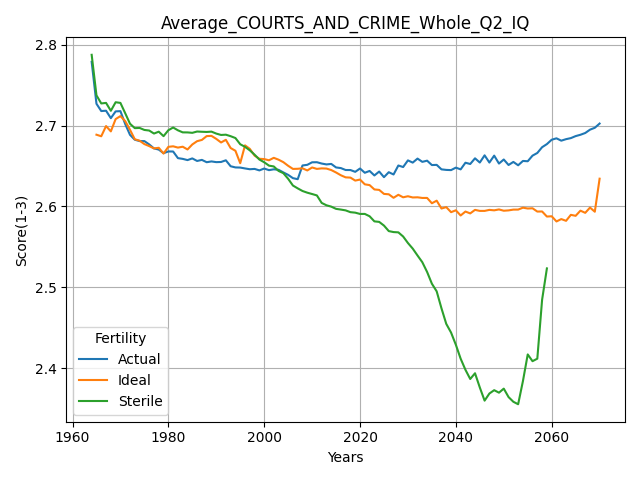 Average_COURTS_AND_CRIME_Whole_Q2_IQ
Score(1-3)
2.8
2.7
2.6
2.5
2.4
Fertility
Actual
Ideal
Sterile
1960 1980 2000 2020 2040 2060
Years